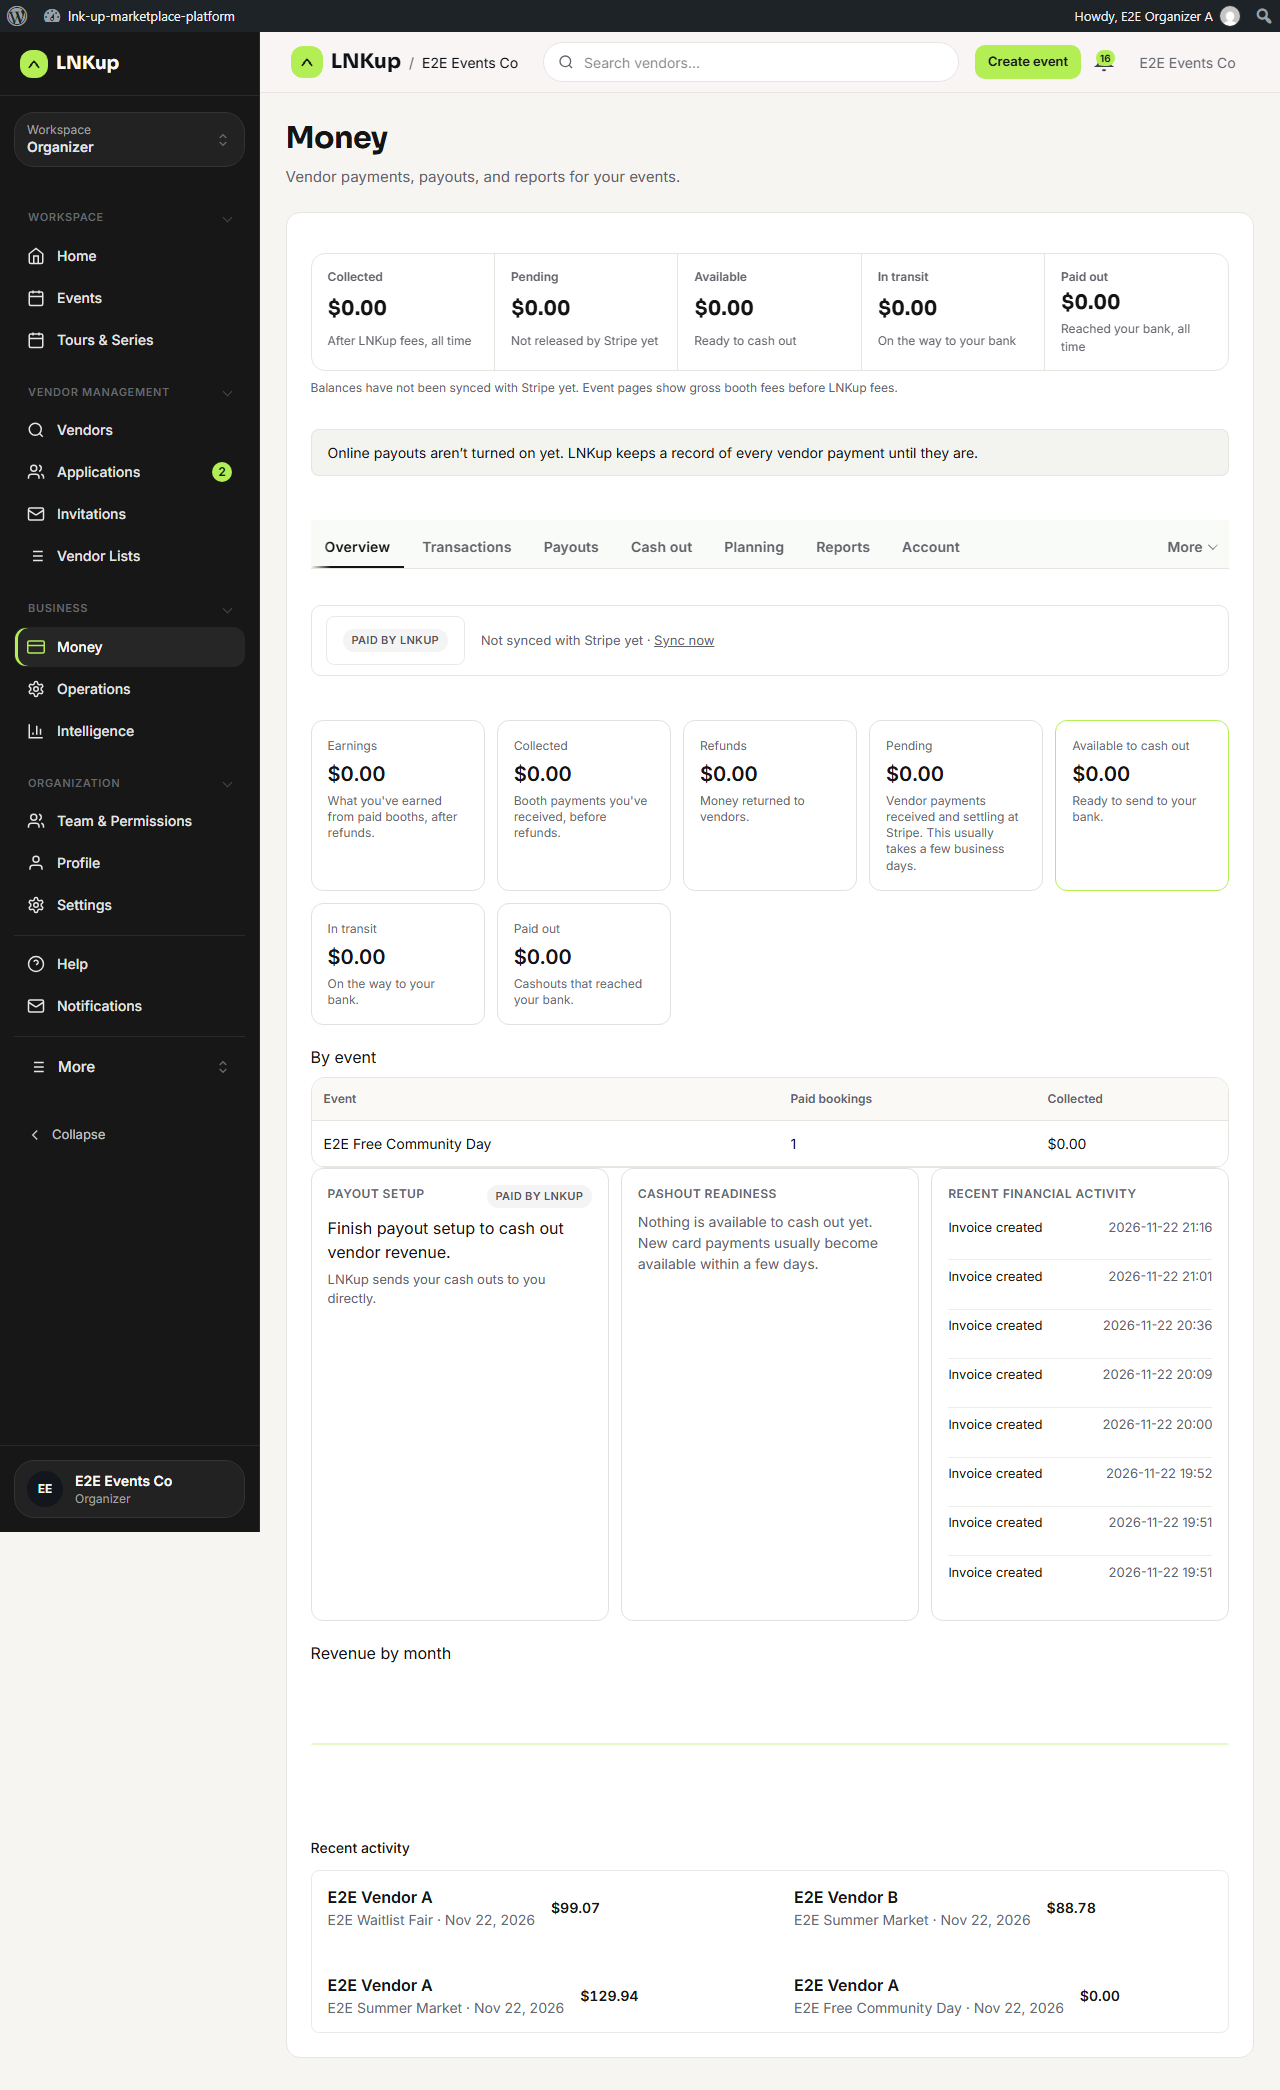 lnk-up-marketplace-platform
Howdy, E2E Organizer A
LNKup
LNKup / E2E Events Co
Search vendors...
Create event
16
E2E Events Co
Workspace
Organizer
WORKSPACE
Home
Events
Tours & Series
VENDOR MANAGEMENT
Vendors
Applications 2
Invitations
Vendor Lists
BUSINESS
Money
Operations
Intelligence
ORGANIZATION
Team & Permissions
Profile
Settings
Help
Notifications
More
Collapse
EE
E2E Events Co
Organizer
Money
Vendor payments, payouts, and reports for your events.
Collected
$0.00
After LNKup fees, all time
Pending
$0.00
Not released by Stripe yet
Available
$0.00
Ready to cash out
In transit
$0.00
On the way to your bank
Paid out
$0.00
Reached your bank, all
time
Balances have not been synced with Stripe yet. Event pages show gross booth fees before LNKup fees.
Online payouts aren't turned on yet. LNKup keeps a record of every vendor payment until they are.
Overview Transactions Payouts Cash out Planning Reports Account More
PAID BY LNKUP
Not synced with Stripe yet · Sync now
Earnings
$0.00
What you've earned
from paid booths, after
refunds.
Collected
$0.00
Booth payments you've
received, before
refunds.
Refunds
$0.00
Money returned to
vendors.
Pending
$0.00
Vendor payments
received and settling at
Stripe. This usually
takes a few business
days.
Available to cash out
$0.00
Ready to send to your
bank.
In transit
$0.00
On the way to your
bank.
Paid out
$0.00
Cashouts that reached
your bank.
By event
Event Paid bookings Collected
E2E Free Community Day 1 $0.00
PAYOUT SETUP PAID BY LNKUP
Finish payout setup to cash out
vendor revenue.
LNKup sends your cash outs to you
directly.
CASHOUT READINESS
Nothing is available to cash out yet.
New card payments usually become
available within a few days.
RECENT FINANCIAL ACTIVITY
Invoice created 2026-11-22 21:16
Invoice created 2026-11-22 21:01
Invoice created 2026-11-22 20:36
Invoice created 2026-11-22 20:09
Invoice created 2026-11-22 20:00
Invoice created 2026-11-22 19:52
Invoice created 2026-11-22 19:51
Invoice created 2026-11-22 19:51
Revenue by month
Recent activity
E2E Vendor A
E2E Waitlist Fair · Nov 22, 2026
$99.07
E2E Vendor B
E2E Summer Market · Nov 22, 2026
$88.78
E2E Vendor A
E2E Summer Market · Nov 22, 2026
$129.94
E2E Vendor A
E2E Free Community Day · Nov 22, 2026
$0.00